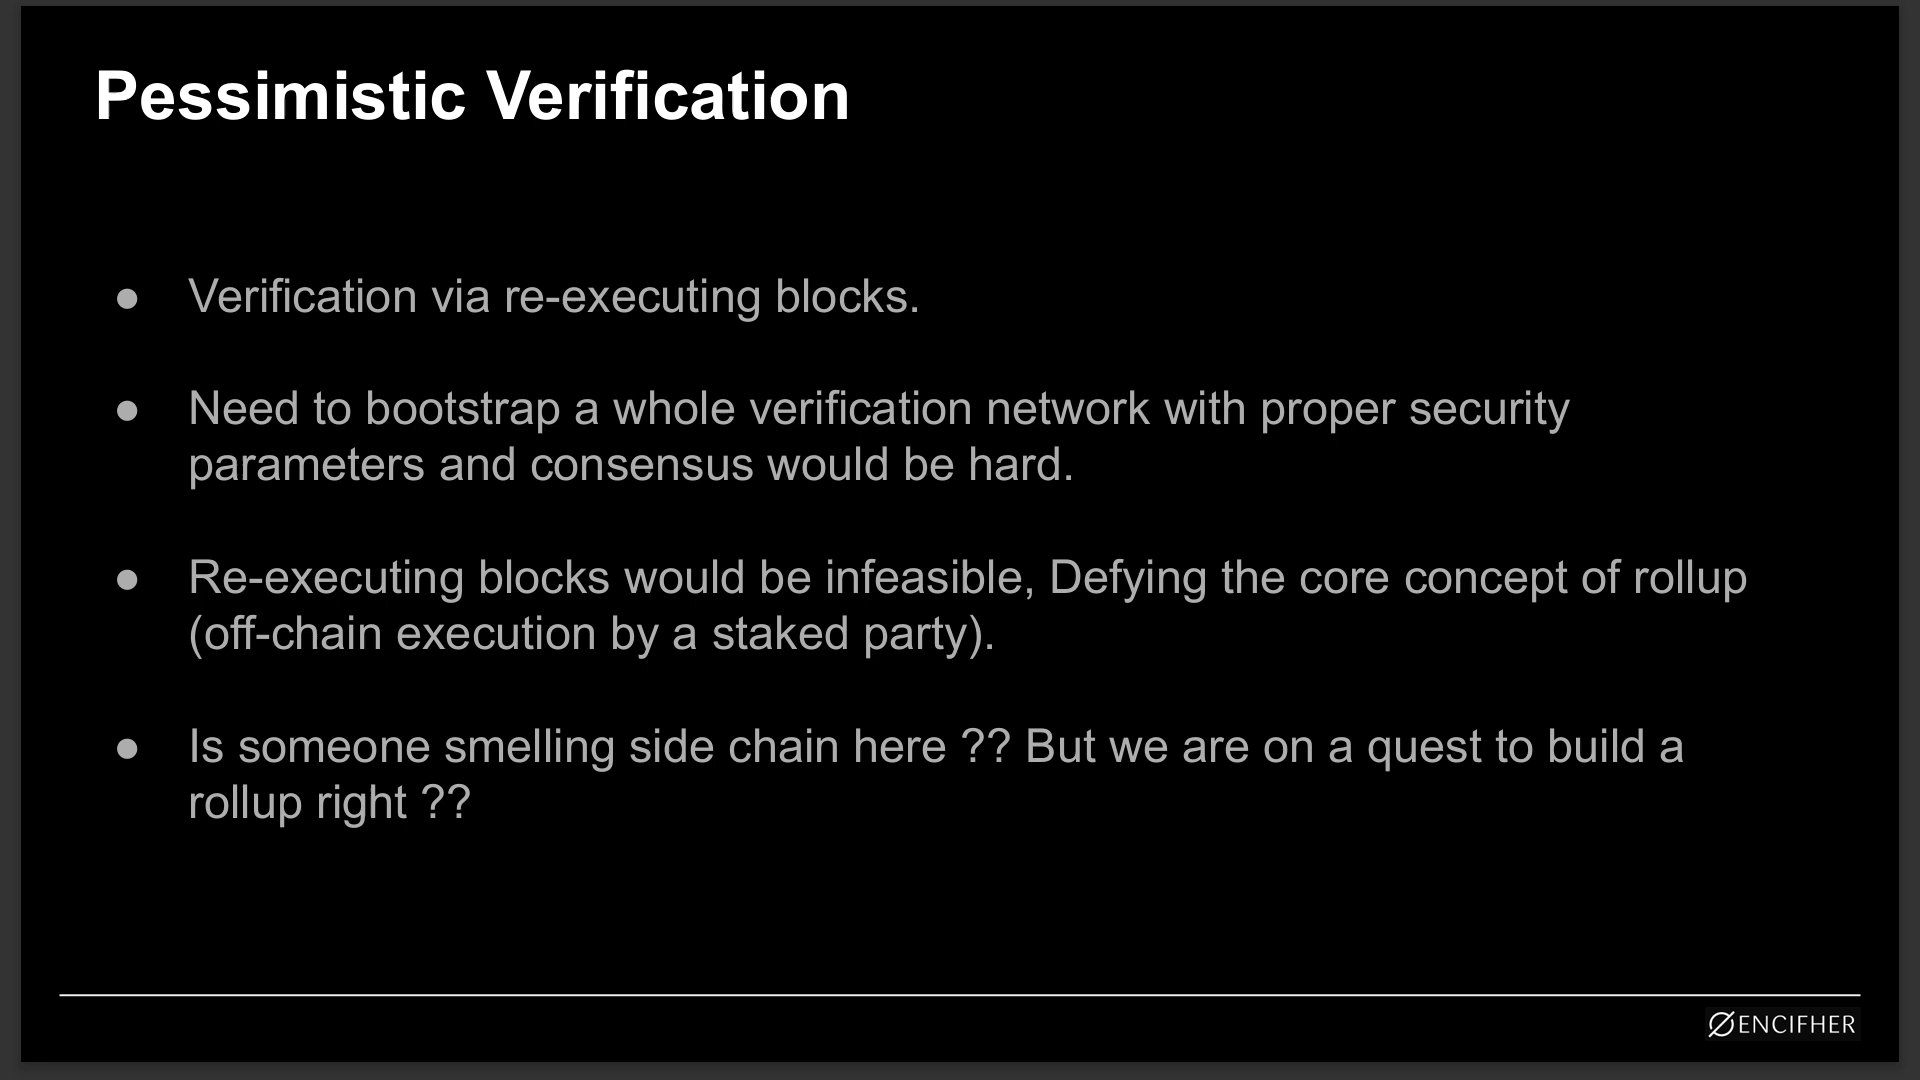 Pessimistic Verification
● Verification via re-executing blocks.
● Need to bootstrap a whole verification network with proper security
parameters and consensus would be hard.
● Re-executing blocks would be infeasible, Defying the core concept of rollup
(off-chain execution by a staked party).
● Is someone smelling side chain here ?? But we are on a quest to build a
rollup right ??
ENCIFHER